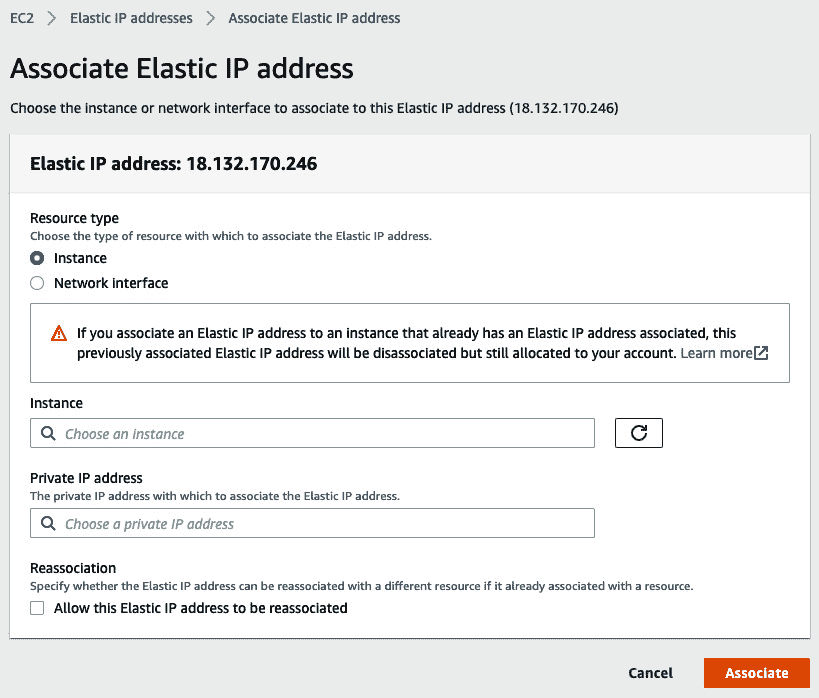 EC2 > Elastic IP addresses > Associate Elastic IP address
Associate Elastic IP address
Choose the instance or network interface to associate to this Elastic IP address (18.132.170.246)
Elastic IP address: 18.132.170.246
Resource type
Choose the type of resource with which to associate the Elastic IP address.
Instance
Network interface
If you associate an Elastic IP address to an instance that already has an Elastic IP address associated, this
previously associated Elastic IP address will be disassociated but still allocated to your account. Learn more
Instance
Choose an instance
Private IP address
The private IP address with which to associate the Elastic IP address.
Choose a private IP address
Reassociation
Specify whether the Elastic IP address can be reassociated with a different resource if it already associated with a resource.
Allow this Elastic IP address to be reassociated
Cancel
Associate